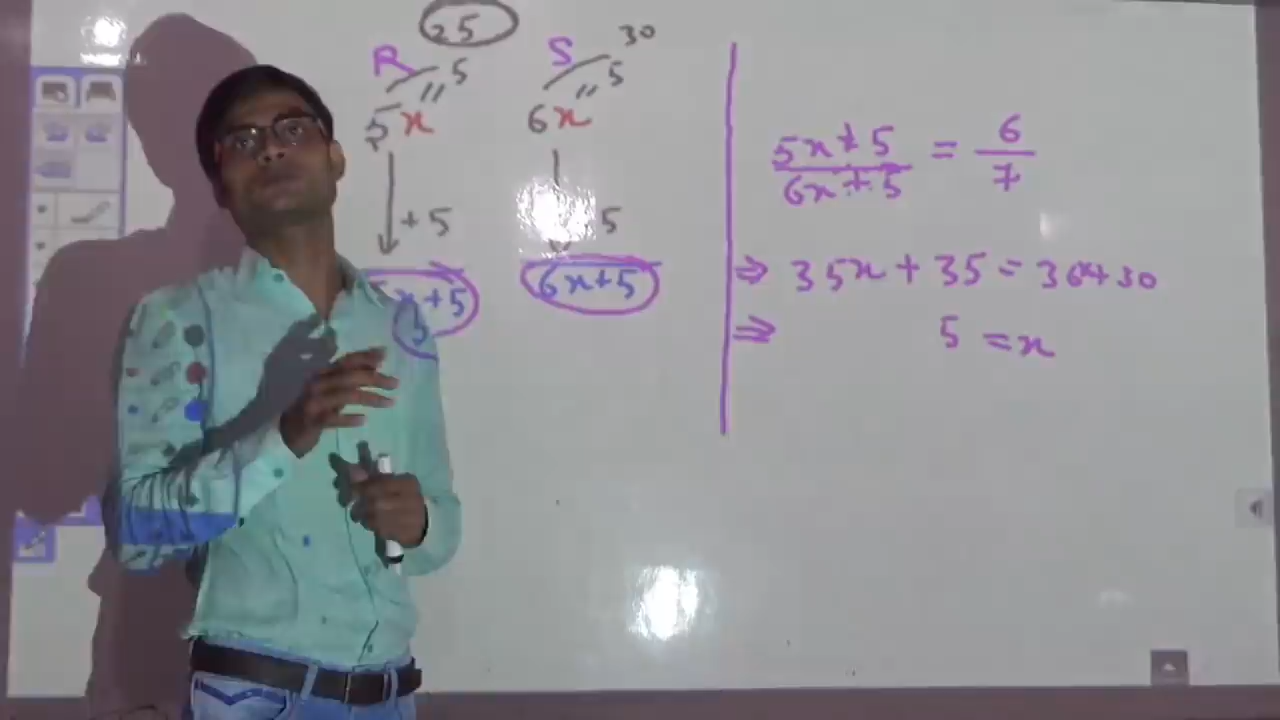 25
R 5
S 30
5
5x
6x
+5
5
x+5
6x+5
5x+5 / 6x+5 = 6/7
⇒ 35x + 35 = 36x+30
⇒ 5 = x